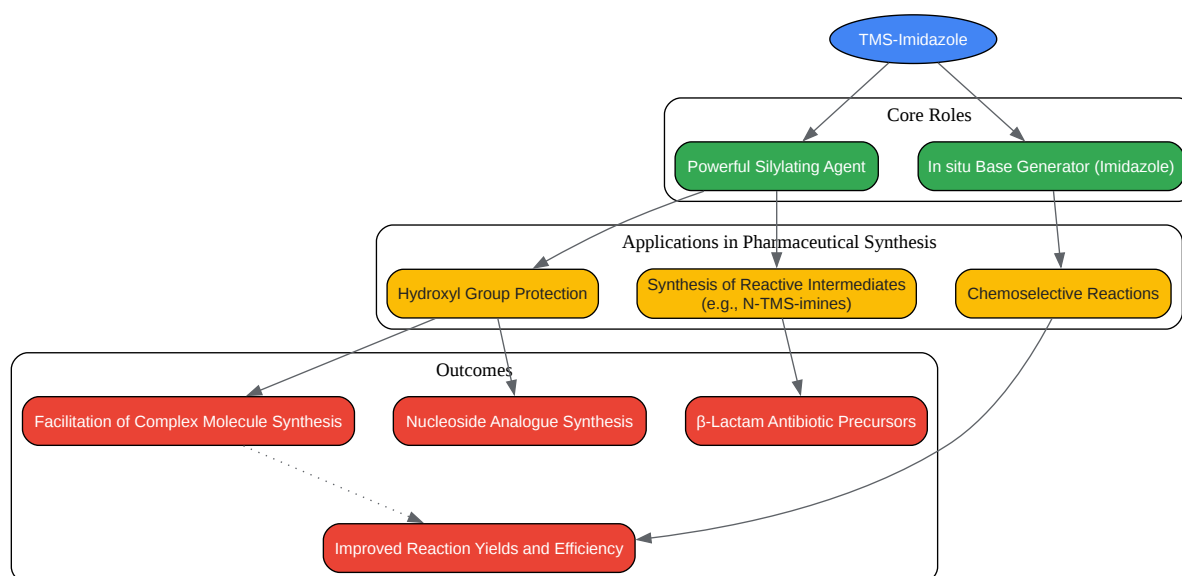 TMS-Imidazole
Core Roles
Powerful Silylating Agent
In situ Base Generator (Imidazole)
Applications in Pharmaceutical Synthesis
Hydroxyl Group Protection
Synthesis of Reactive Intermediates
(e.g., N-TMS-imines)
Chemoselective Reactions
Outcomes
Facilitation of Complex Molecule Synthesis
Nucleoside Analogue Synthesis
β-Lactam Antibiotic Precursors
Improved Reaction Yields and Efficiency